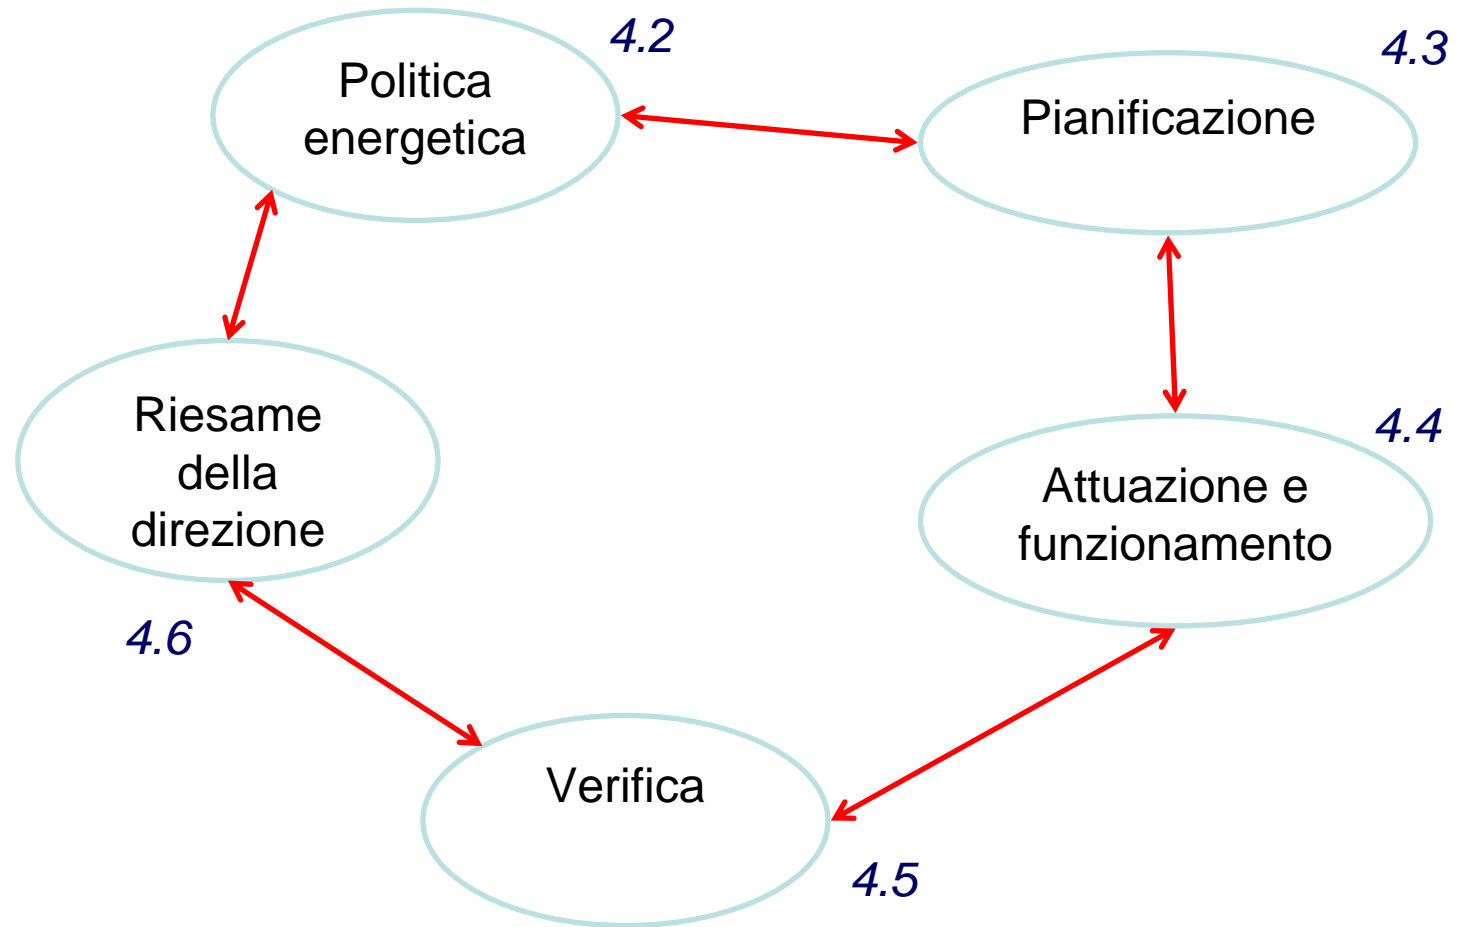 Politica
energetica
4.2
Pianificazione
4.3
Riesame
della
direzione
4.6
Attuazione e
funzionamento
4.4
Verifica
4.5